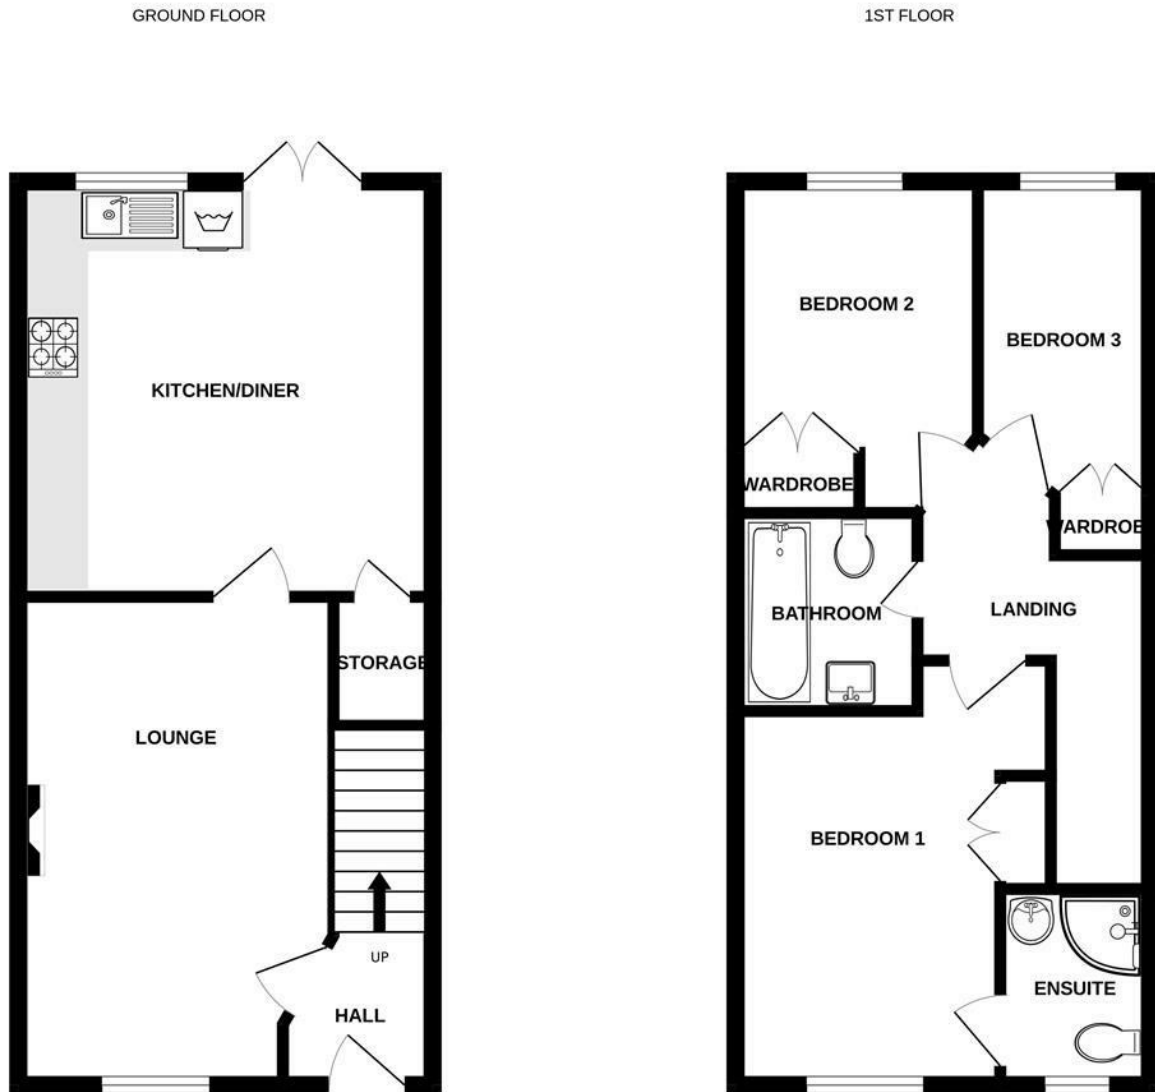 GROUND FLOOR
1ST FLOOR
KITCHEN/DINER
STORAGE
LOUNGE
UP
HALL
BEDROOM 2
BEDROOM 3
WARDROBE
WARDROBE
BATHROOM
LANDING
BEDROOM 1
ENSUITE